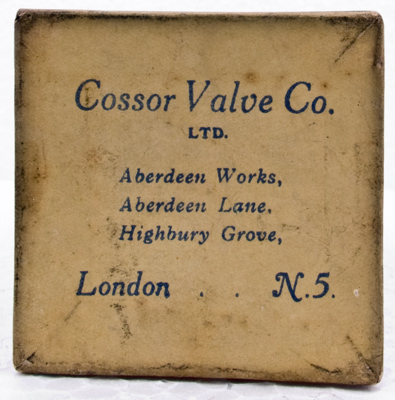 Cossor Valve Co.
LTD.
Aberdeen Works,
Aberdeen Lane,
Highbury Grove,
London . . N.5.